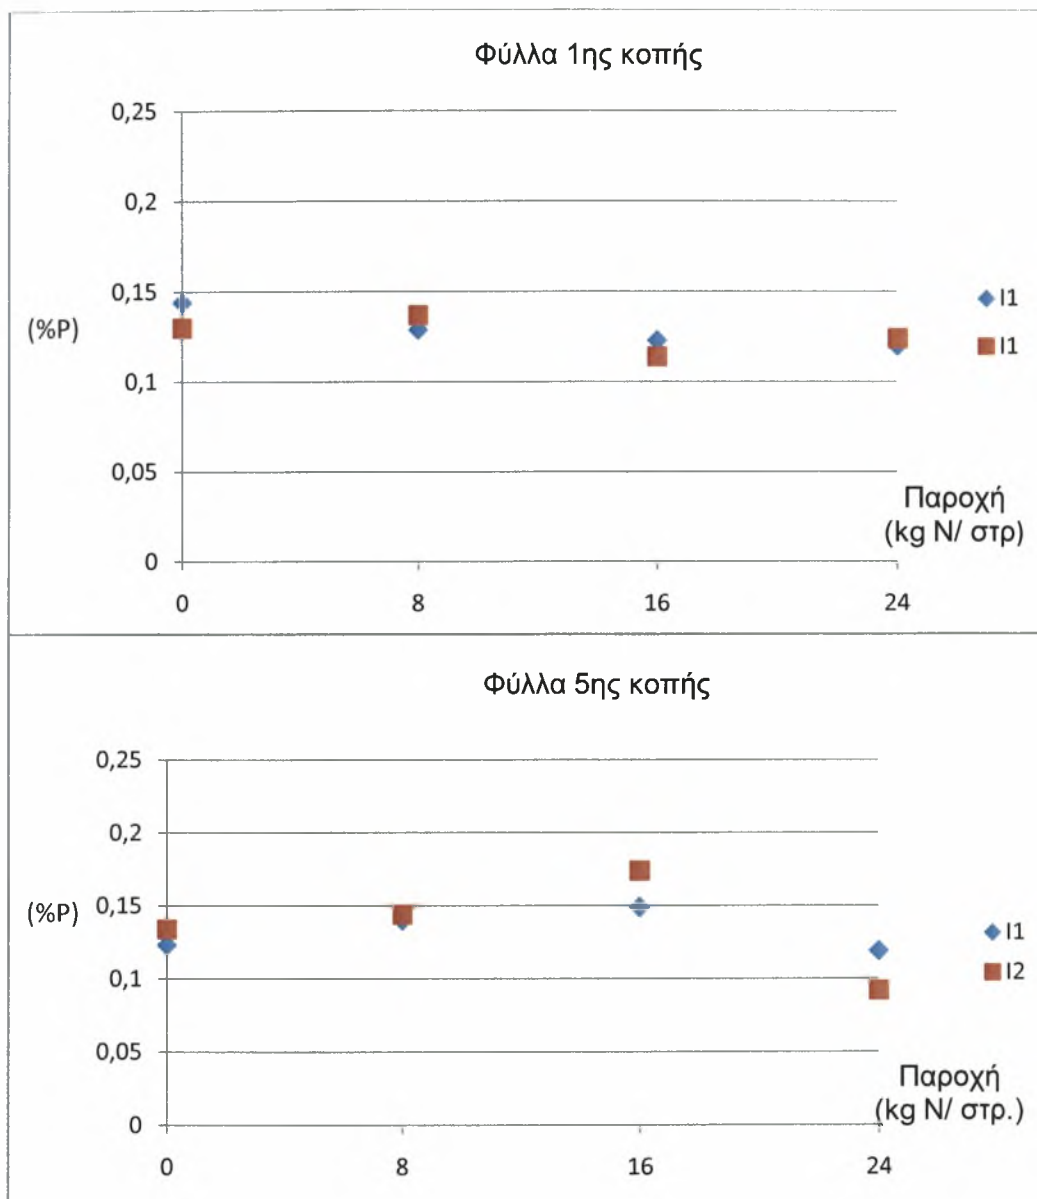 Φύλλα 1ης κοπής
0,25
0,2
0,15
(%P)
0,1
0,05
0
0
8
16
24
Παροχή
(kg N/ στρ)
I1
I1
Φύλλα 5ης κοπής
0,25
0,2
0,15
(%P)
0,1
0,05
0
0
8
16
24
Παροχή
(kg N/ στρ.)
I1
I2